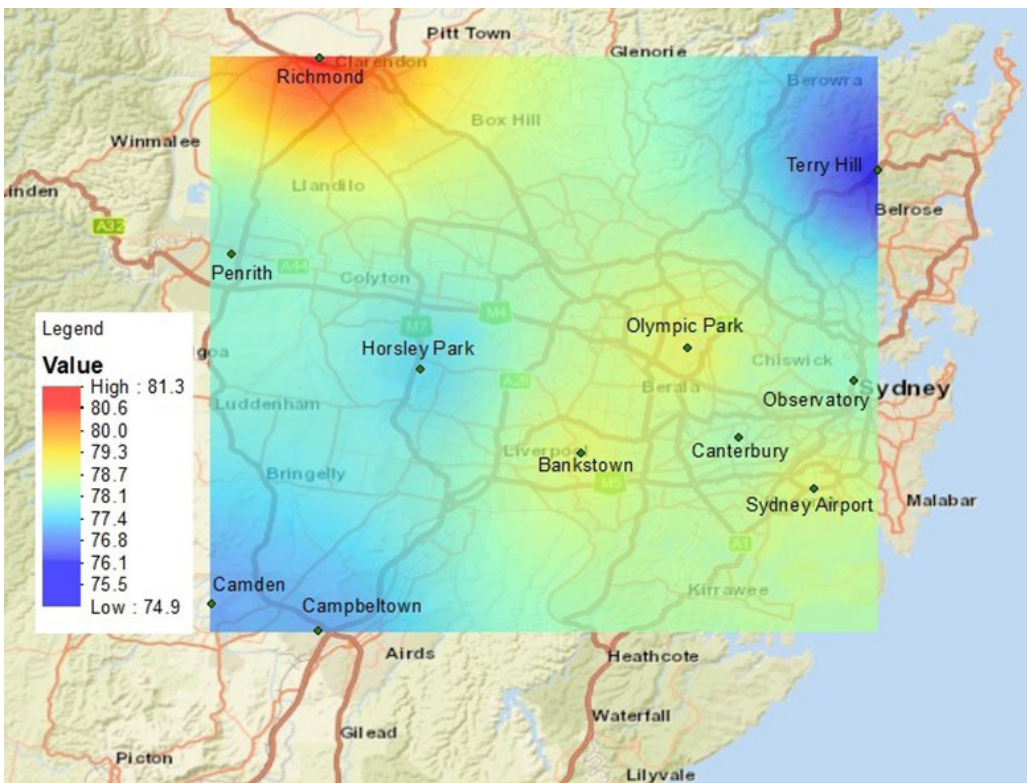 Pitt Town
Glenorie
Clarendon
Richmond
Berowra
Box Hill
Winmalee
Terry Hill
Linden
Llandilo
Belrose
A32
Penrith
A44
Colyton
M4
Legend
Value
High : 81.3
80.6
80.0
79.3
78.7
78.1
77.4
76.8
76.1
75.5
Low : 74.9
goa
M7
Horsley Park
Olympic Park
Chiswick
A28
Berala
Sydney
Observatory
Luddenham
Liverpool
Canterbury
Bankstown
Bringelly
M5
Sydney Airport
Malabar
A1
Camden
Campbeltown
Kirrawee
Airds
Heathcote
Waterfall
Gilead
Picton
Lilyvale